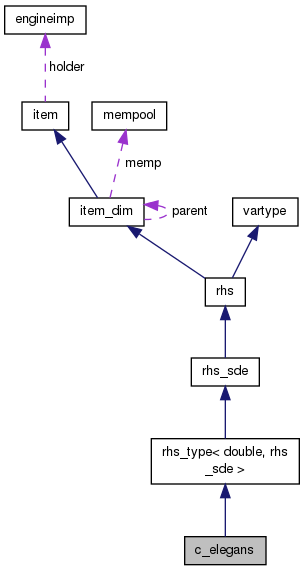 engineimp
holder
item
mempool
memp
item_dim
parent
vartype
rhs
rhs_sde
rhs_type< double, rhs
_sde >
c_elegans